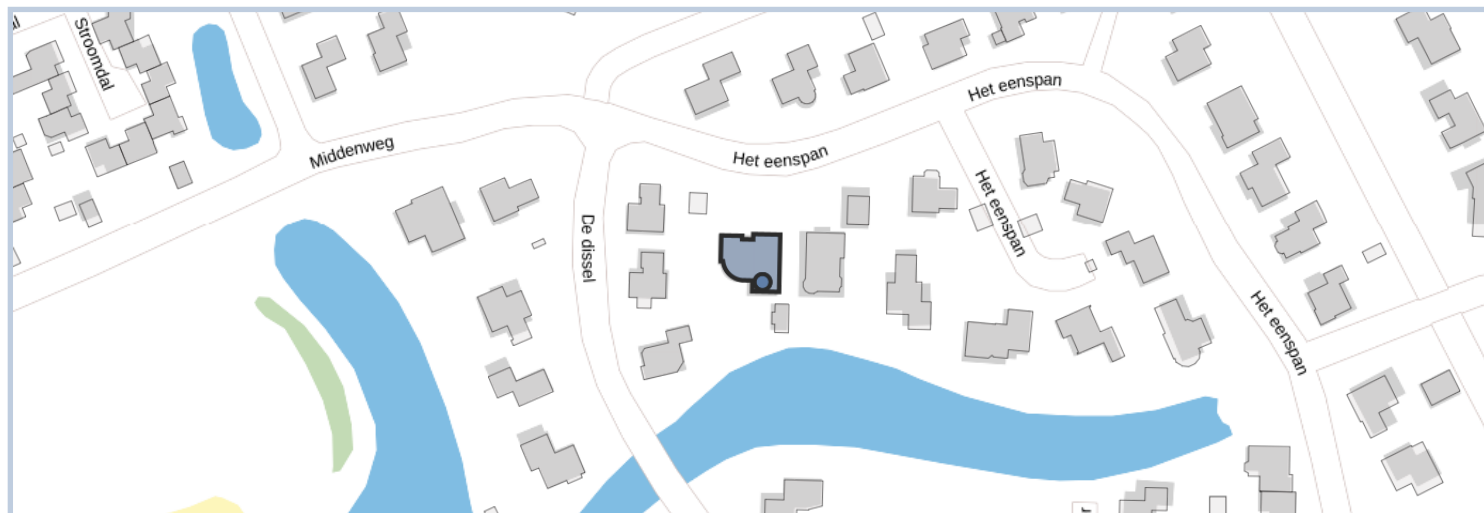 Stroomdal
Het eenspan
Middenweg
Het eenspan
Het eenspan
De dissel
Het eenspan